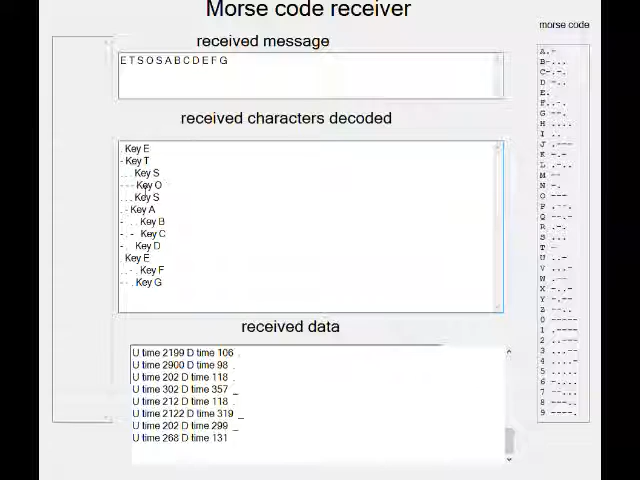 Morse code receiver
morse code
received message
E T S O S A B C D E F G
received characters decoded
. Key E
- Key T
. . . Key S
- - - Key O
. . . Key S
. - Key A
- . . . Key B
- . - . Key C
- . . Key D
. Key E
. . - . Key F
- - . Key G
received data
U time 2199 D time 106 .
U time 2900 D time 98 .
U time 202 D time 118 .
U time 302 D time 357 _
U time 212 D time 118 .
U time 2122 D time 319 _
U time 202 D time 299 _
U time 268 D time 131
A.-
B-...
C-.-.
D-..
E.
F..-.
G--.
H ....
I ..
J .---
K -.-
L .-..
M --
N -.
O ---
P .--.
Q --.-
R .-.
S ...
T -
U ..-
V ...-
W .--
X -..-
Y -.--
Z --..
0 -----
1 .----
2 ..---
3 ...--
4 ....-
5 .....
6 -....
7 --...
8 ---..
9 ----.